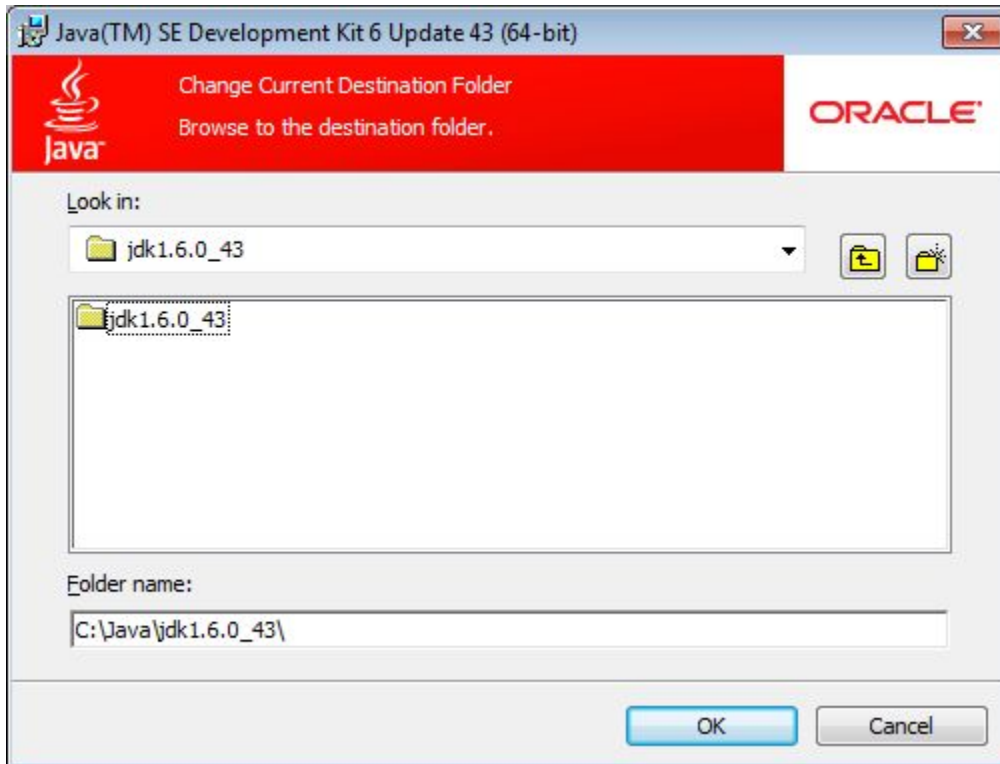 Java(TM) SE Development Kit 6 Update 43 (64-bit)
Change Current Destination Folder
Browse to the destination folder.
Java
ORACLE
Look in:
jdk1.6.0_43
jdk1.6.0_43
Folder name:
C:\Java\jdk1.6.0_43\
OK
Cancel